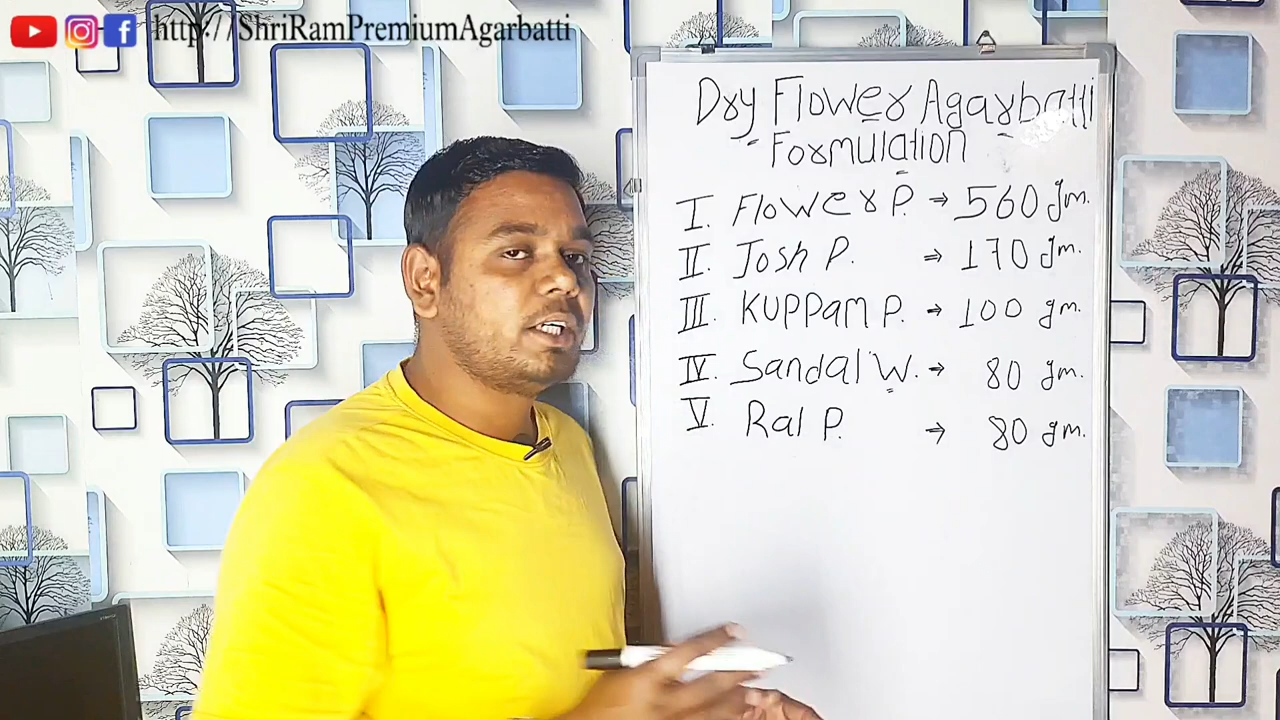 http://ShriRamPremiumAgarbatti
Dry Flower Agarbatti
Formulation
I. Flower P. → 560 gm.
II. Josh P. ⇒ 170 gm.
III. Kuppam P. → 100 gm.
IV. Sandal W. → 80 gm.
V. Ral P. ⇒ 80 gm.